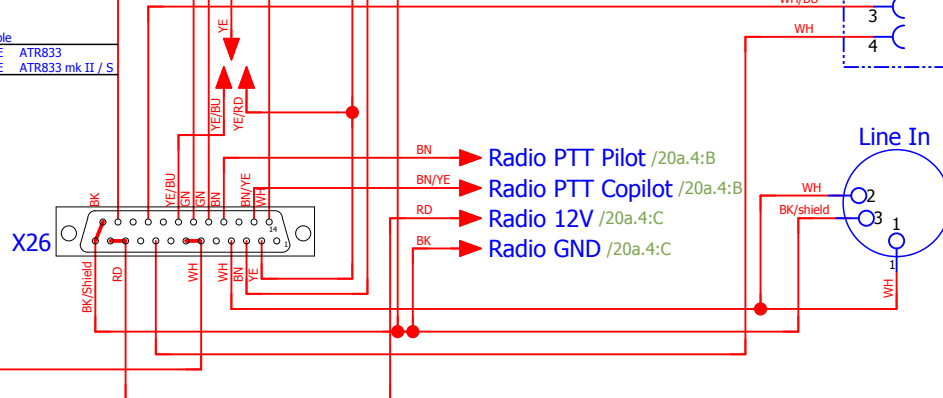 WH/BU
3
WH
4
ble
E ATR833
E ATR833 mk II / S
YE
YE/BU
YE/RD
Line In
BN
Radio PTT Pilot /20a.4:B
BN/YE
Radio PTT Copilot /20a.4:B
RD
Radio 12V /20a.4:C
BK
Radio GND /20a.4:C
WH
2
BK/shield
3
1
1
WH
BK
YE/BU
GN
GN
BN
BN/YE
WH
14
1
X26
BK/Shield
RD
WH
WH
BN
YE